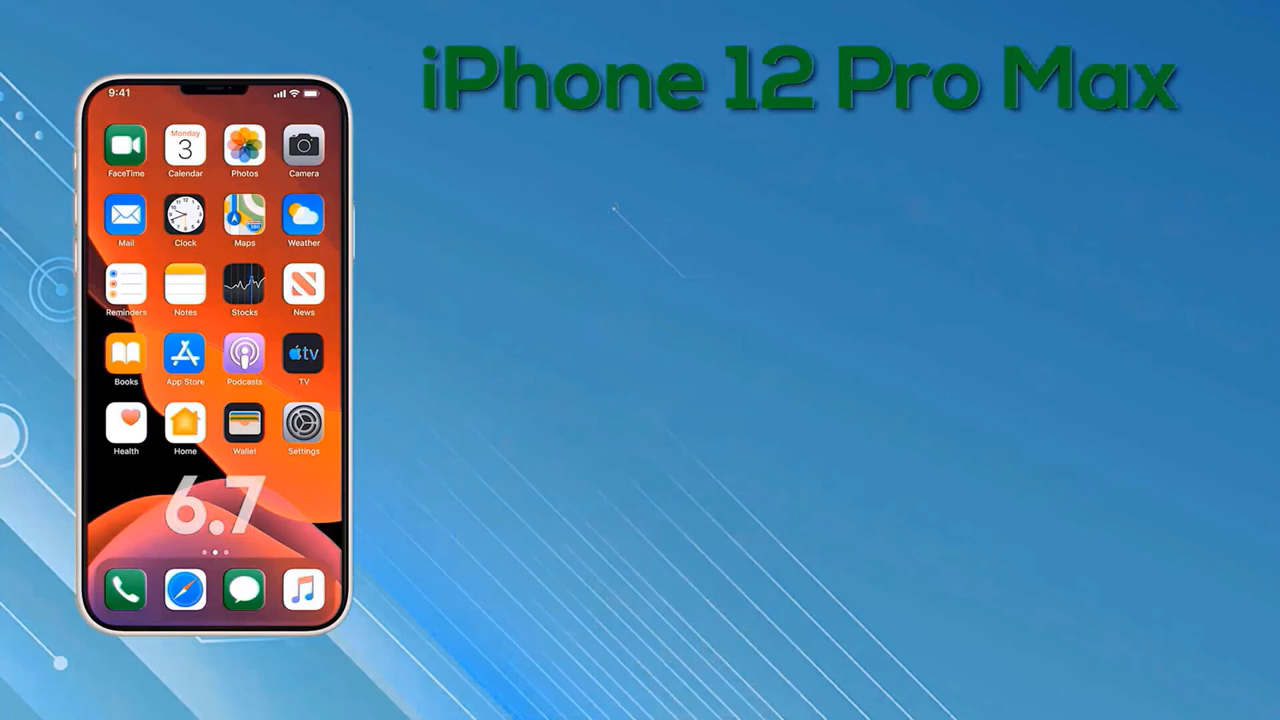 iPhone 12 Pro Max
9:41
FaceTime
Monday
3
Calendar
Photos
Camera
Mail
Clock
Maps
Weather
Reminders
Notes
Stocks
News
Books
App Store
Podcasts
tv
TV
Health
Home
Wallet
Settings
6.7